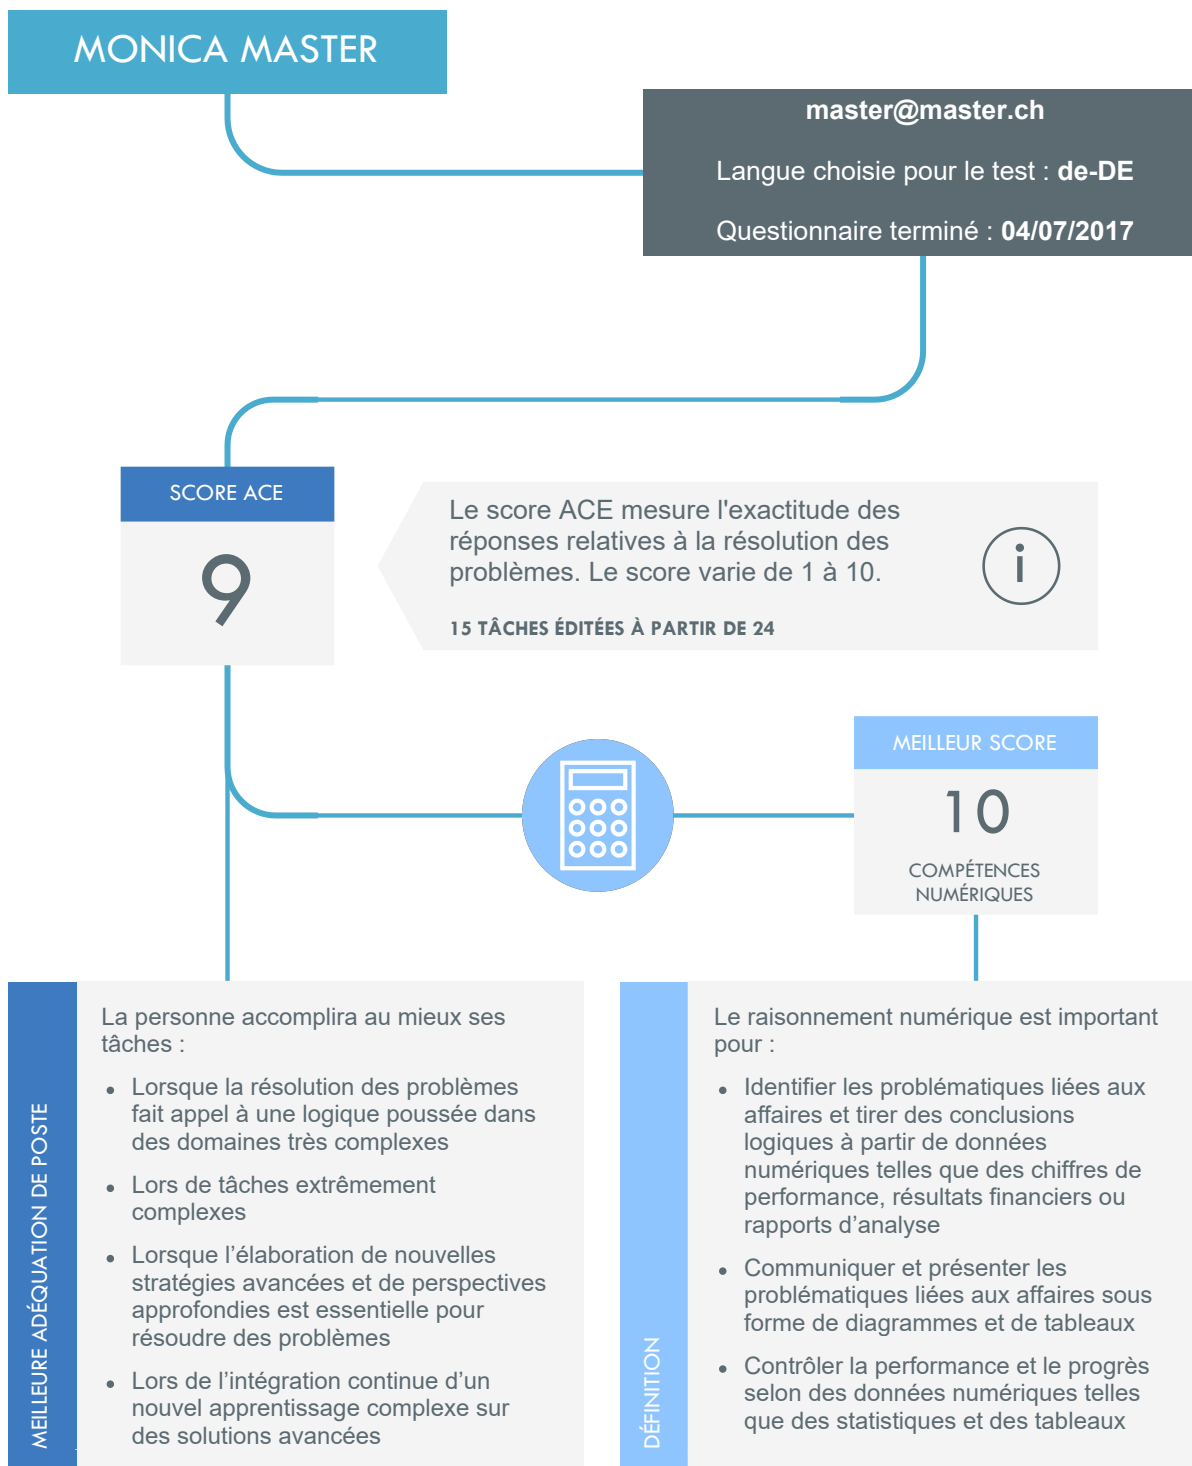 MONICA MASTER
master@master.ch
Langue choisie pour le test : de-DE
Questionnaire terminé : 04/07/2017
SCORE ACE
9
Le score ACE mesure l'exactitude des
réponses relatives à la résolution des
problèmes. Le score varie de 1 à 10.
15 TÂCHES ÉDITÉES À PARTIR DE 24
i
MEILLEUR SCORE
10
COMPÉTENCES
NUMÉRIQUES
MEILLEURE ADÉQUATION DE POSTE
La personne accomplira au mieux ses
tâches :
• Lorsque la résolution des problèmes
fait appel à une logique poussée dans
des domaines très complexes
• Lors de tâches extrêmement
complexes
• Lorsque l’élaboration de nouvelles
stratégies avancées et de perspectives
approfondies est essentielle pour
résoudre des problèmes
• Lors de l’intégration continue d’un
nouvel apprentissage complexe sur
des solutions avancées
DÉFINITION
Le raisonnement numérique est important
pour :
• Identifier les problématiques liées aux
affaires et tirer des conclusions
logiques à partir de données
numériques telles que des chiffres de
performance, résultats financiers ou
rapports d’analyse
• Communiquer et présenter les
problématiques liées aux affaires sous
forme de diagrammes et de tableaux
• Contrôler la performance et le progrès
selon des données numériques telles
que des statistiques et des tableaux